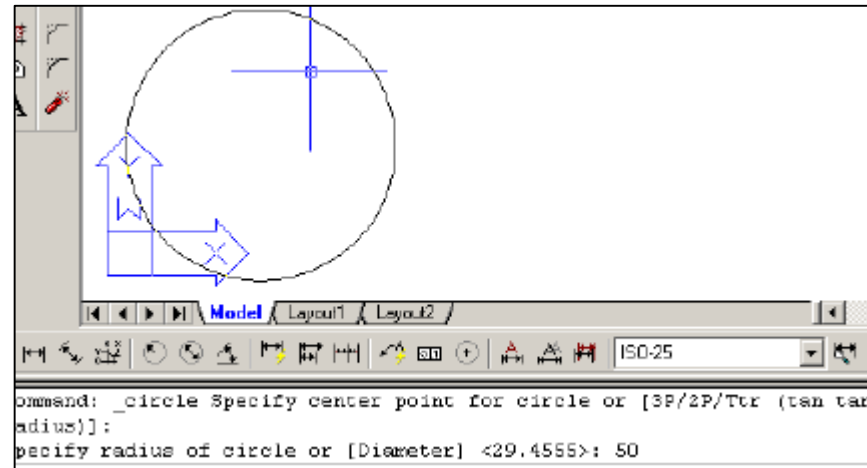 A
Y
W
X
Model Layout1 Layout2
ISO-25
ommand: _circle Specify center point for circle or [3P/2P/Ttr (tan tan
adius)]:
pecify radius of circle or [Diameter] <29.4555>: 50